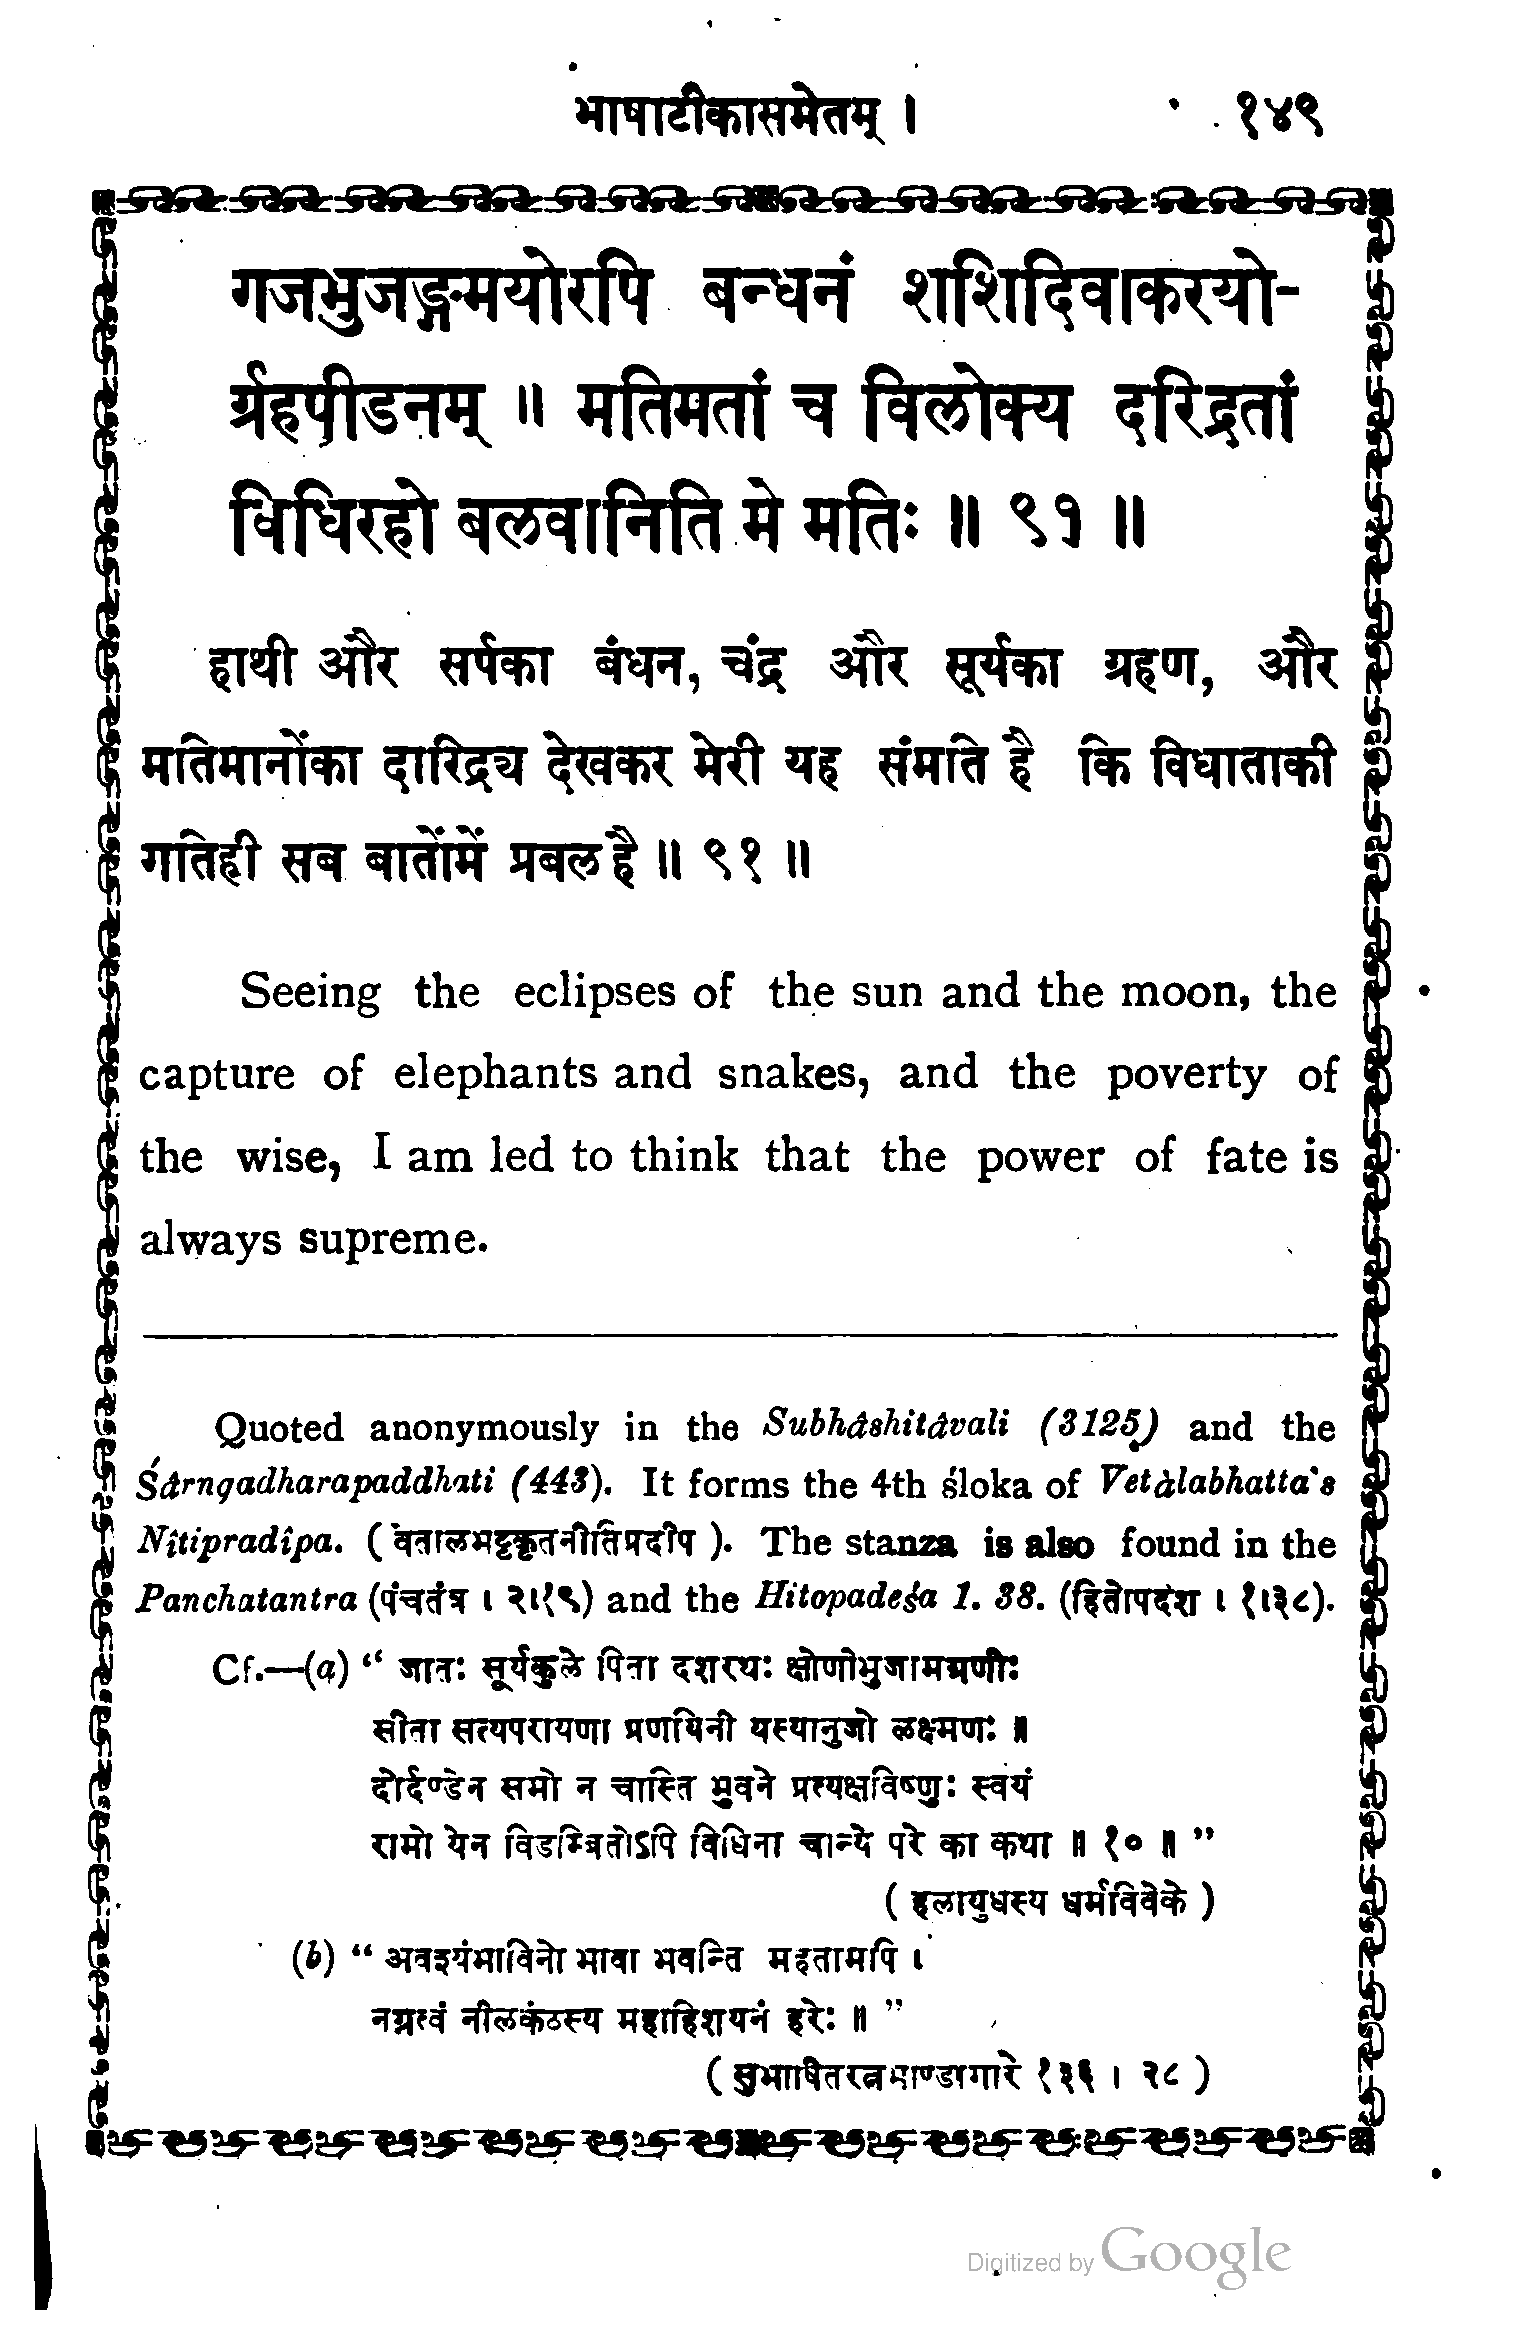 भाषाटीकासमेतम् । १४९
गजभुजङ्गमयोरपि बन्धनं शशिदिवाकरयो-
र्ग्रहपीडनम् ॥ मतिमतां च विलोक्य दरिद्रतां
विधिरहो बलवानिति मे मतिः ॥ ९१ ॥
हाथी और सर्पका बंधन, चंद्र और सूर्यका ग्रहण, और
मतिमानोंका दारिद्र्य देखकर मेरी यह संमति है कि विधाताकी
गतिही सब बातोंमें प्रबल है ॥ ९१ ॥
Seeing the eclipses of the sun and the moon, the
capture of elephants and snakes, and the poverty of
the wise, I am led to think that the power of fate is
always supreme.
Quoted anonymously in the Subhâshitâvali (3125) and the
Śârngadharapaddhati (443). It forms the 4th śloka of Vetàlabhatta's
Nîtipradîpa. ( वेतालभट्टकृतनीतिप्रदीप ). The stanza is also found in the
Panchatantra (पंचतंत्र । २।१९) and the Hitopadeśa 1. 38. (हितोपदेश । १।३८).
Cf.—(a) “ जातः सूर्यकुले पिता दशरथः क्षोणीभुजामग्रणीः
सीता सत्यपरायणा प्रणयिनी यस्यानुजो लक्ष्मणः ॥
दोर्दण्डेन समो न चास्ति भुवने प्रत्यक्षविष्णुः स्वयं
रामो येन विडम्बितोऽपि विधिना चान्ये परे का कथा ॥ १० ॥ ”
( हलायुधस्य धर्मविवेके )
(b) “ अवश्यंभाविनो भावा भवन्ति महतामपि ।
नग्नत्वं नीलकंठस्य महाहिशयनं हरेः ॥ ”
( सुभाषितरत्नभाण्डागारे १३६ । २८ )
Digitized by Google